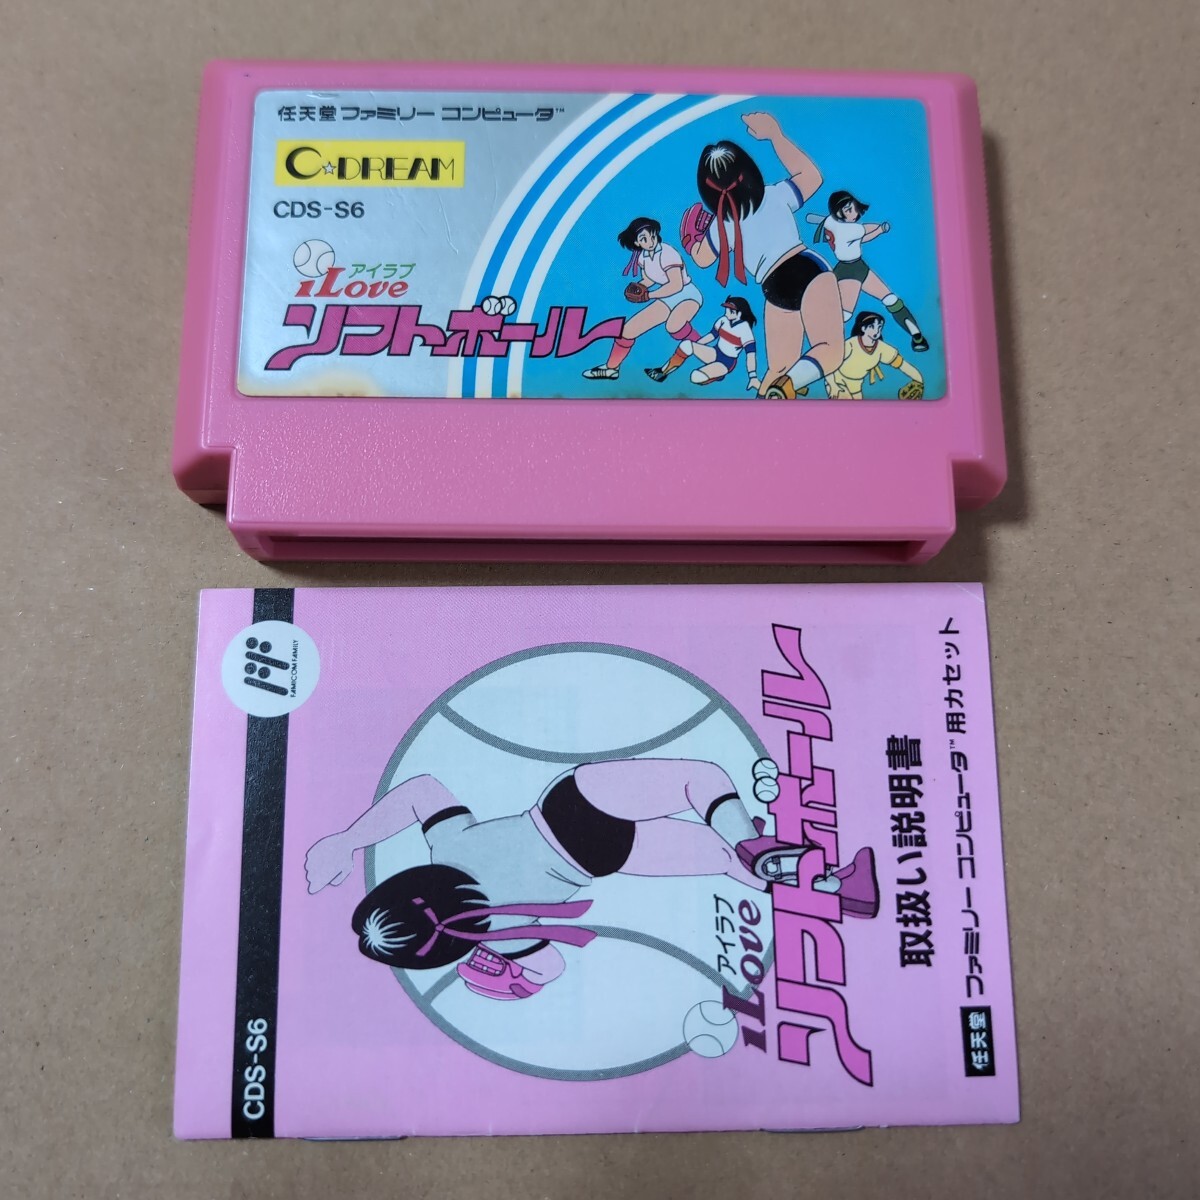 任天堂 ファミリー コンピュータ™
C☆DREAM
CDS-S6
アイラブ
iLove
ソフトボール
FAMICOM FAMILY
CDS-S6
アイラブ
iLove
ソフトボール
取扱い説明書
任天堂 ファミリー コンピュータ™用カセット